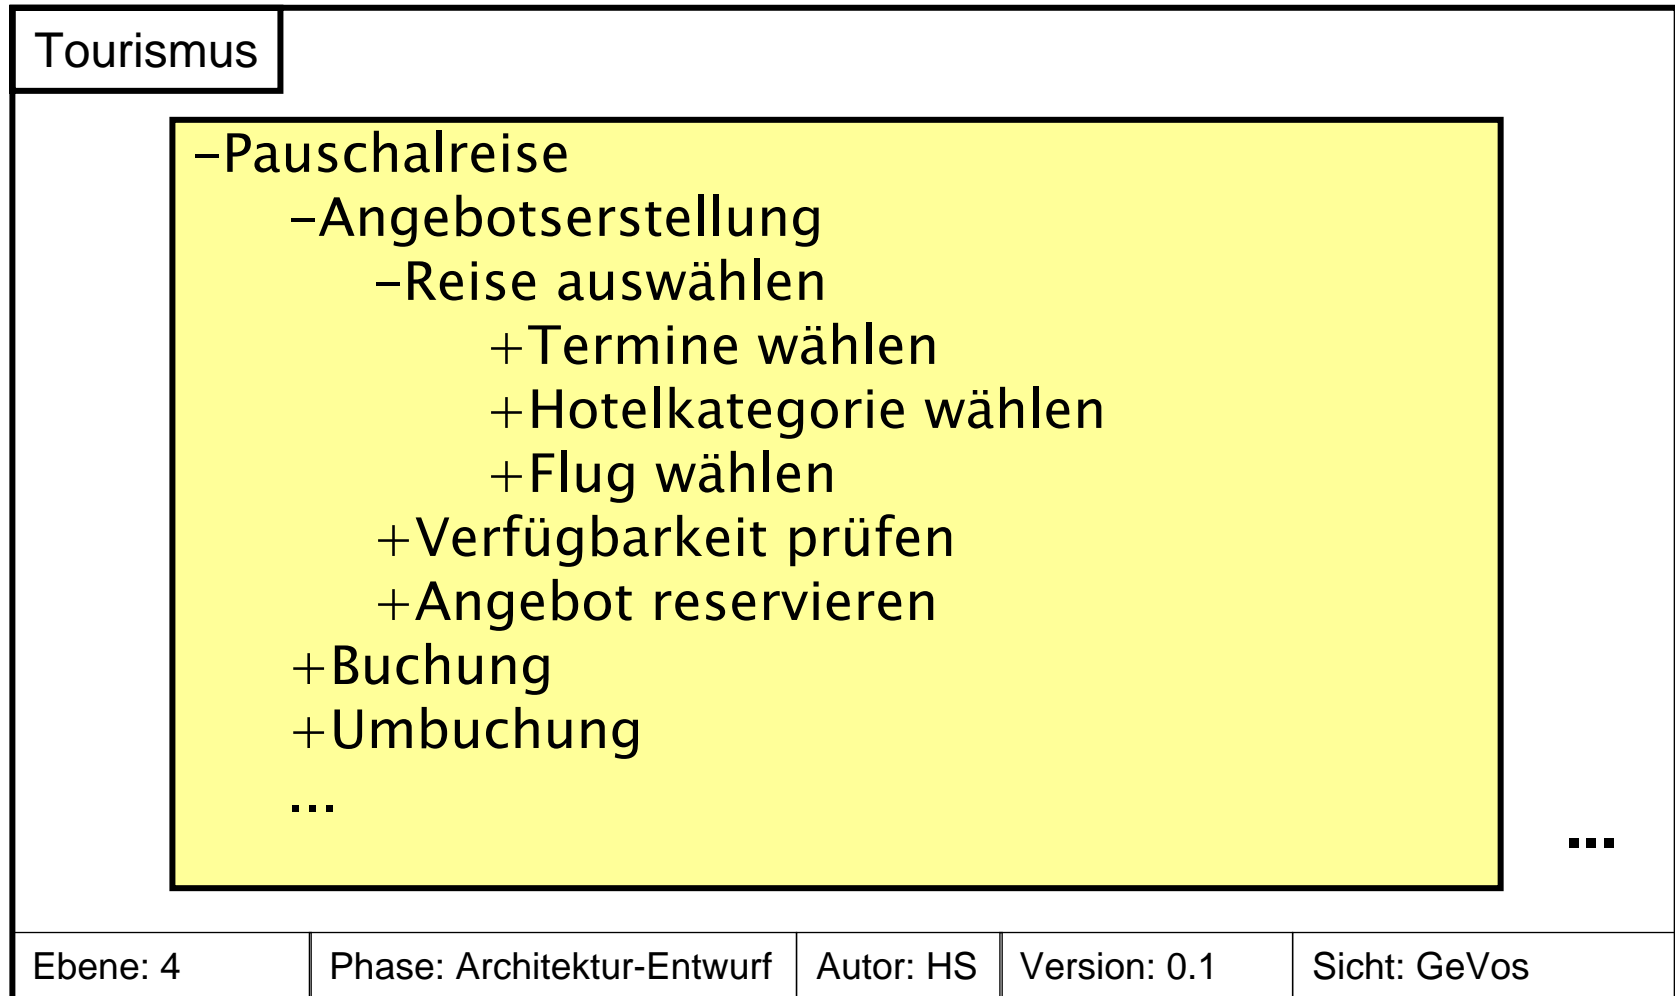 Tourismus
–Pauschalreise
–Angebotserstellung
–Reise auswählen
+Termine wählen
+Hotelkategorie wählen
+Flug wählen
+Verfügbarkeit prüfen
+Angebot reservieren
+Buchung
+Umbuchung
...
...
Ebene: 4 Phase: Architektur-Entwurf Autor: HS Version: 0.1 Sicht: GeVos